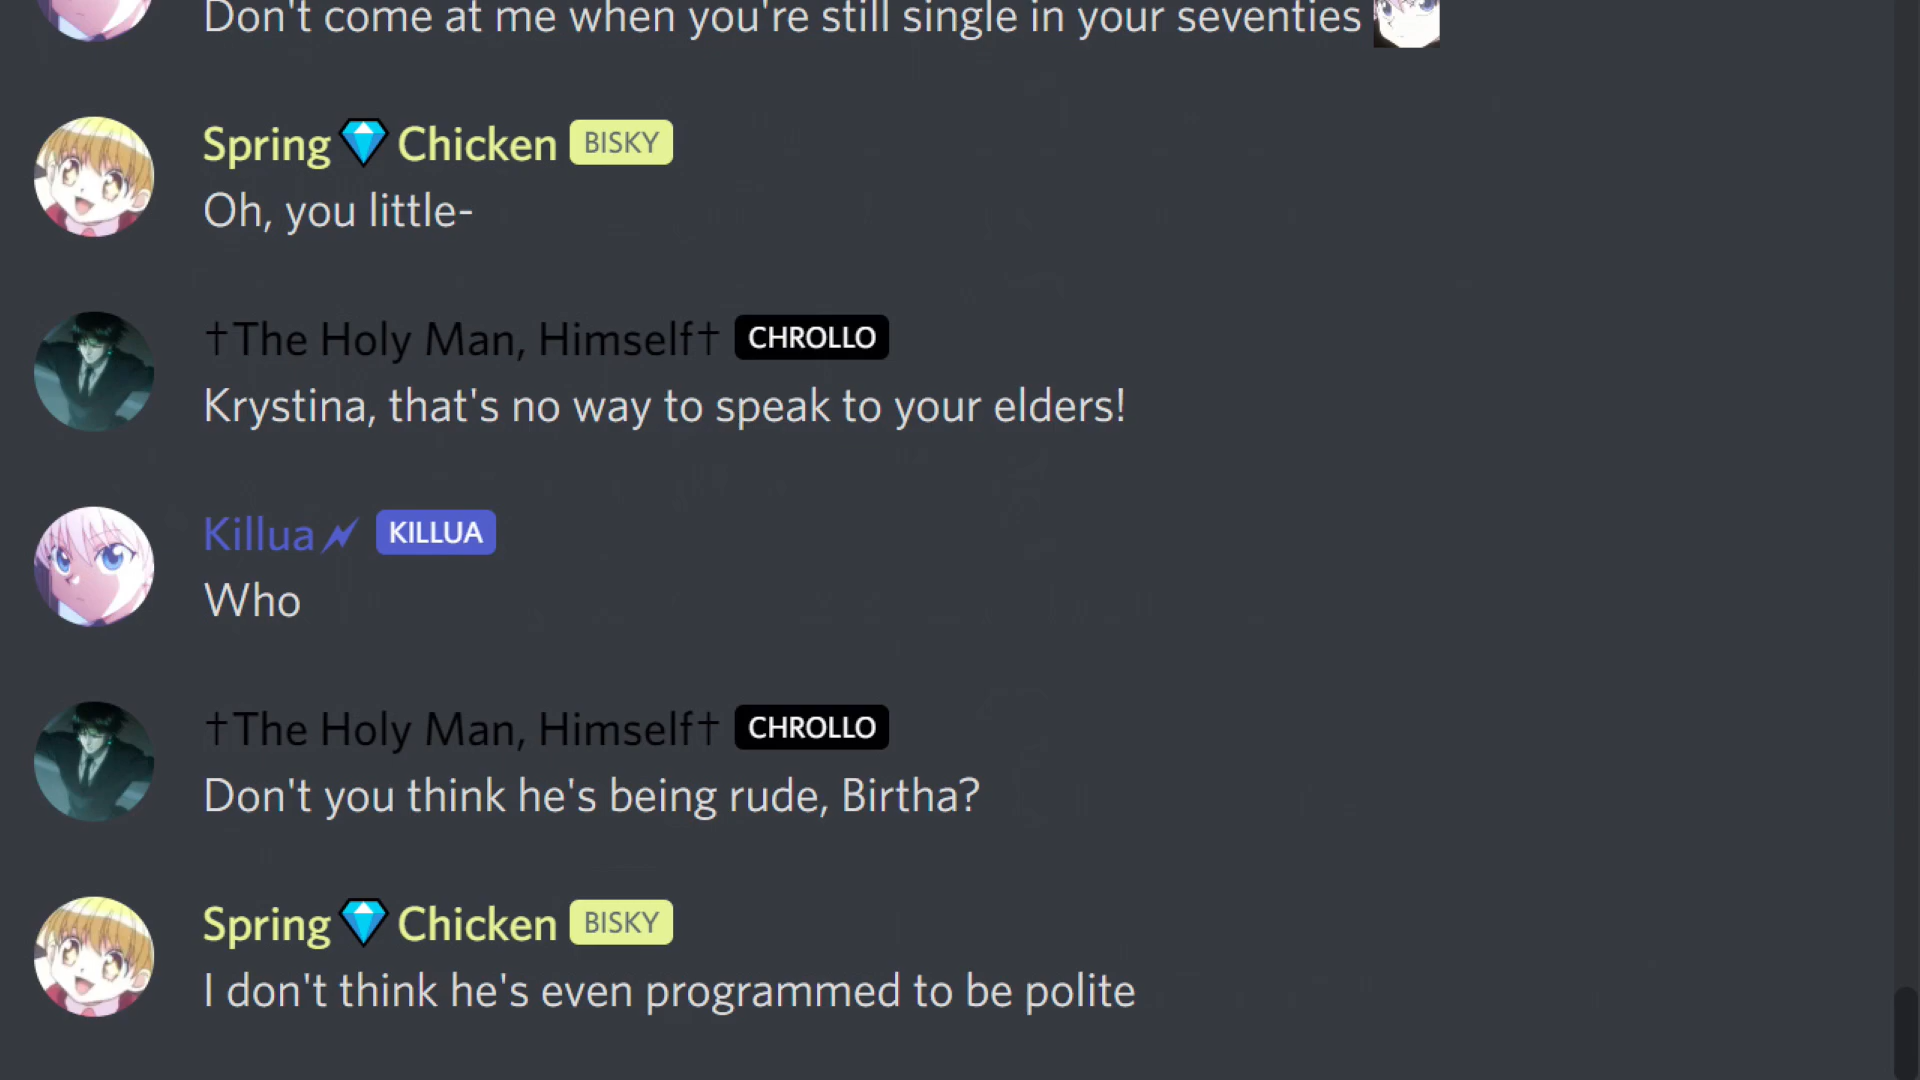 Don't come at me when you're still single in your seventies
Spring💎Chicken BISKY
Oh, you little-
†The Holy Man, Himself† CHROLLO
Krystina, that's no way to speak to your elders!
Killua KILLUA
Who
†The Holy Man, Himself† CHROLLO
Don't you think he's being rude, Birtha?
Spring💎Chicken BISKY
I don't think he's even programmed to be polite